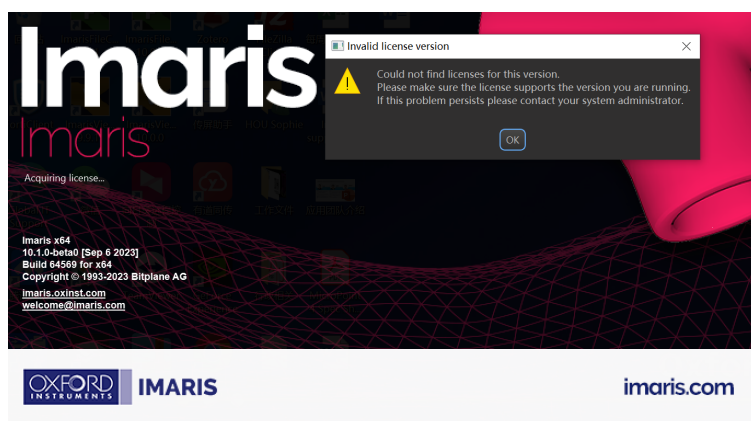 Imaris
Imaris
Acquiring license...
Imaris x64
10.1.0-beta0 [Sep 6 2023]
Build 64569 for x64
Copyright © 1993-2023 Bitplane AG
imaris.oxinst.com
welcome@imaris.com
Invalid license version
Could not find licenses for this version.
Please make sure the license supports the version you are running.
If this problem persists please contact your system administrator.
OK
OXFORD
INSTRUMENTS
IMARIS
imaris.com